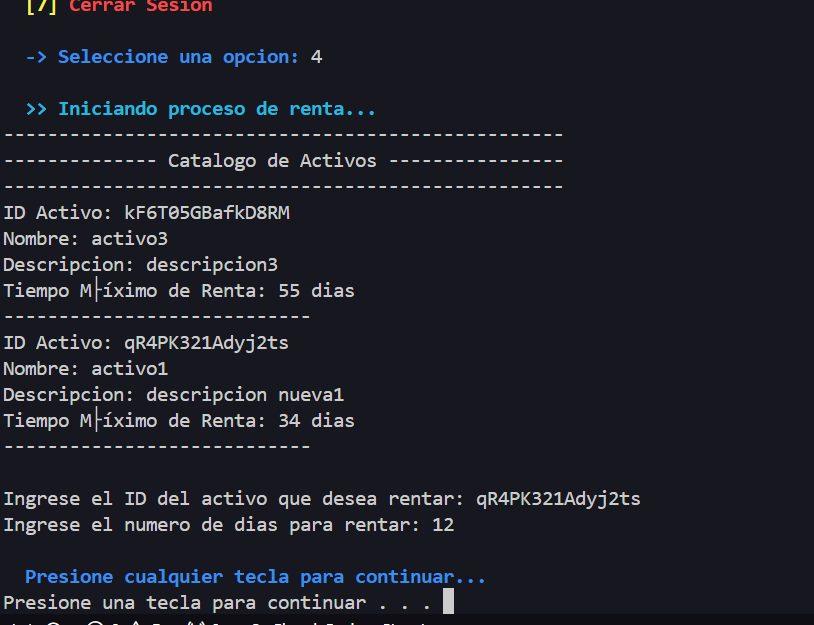 [7] Cerrar Sesion
-> Seleccione una opcion: 4
>> Iniciando proceso de renta...
---------------------------------------------------
-------------- Catalogo de Activos ----------------
---------------------------------------------------
ID Activo: kF6T05GBafkD8RM
Nombre: activo3
Descripcion: descripcion3
Tiempo M├íximo de Renta: 55 dias
----------------------------
ID Activo: qR4PK321Adyj2ts
Nombre: activo1
Descripcion: descripcion nueva1
Tiempo M├íximo de Renta: 34 dias
----------------------------
Ingrese el ID del activo que desea rentar: qR4PK321Adyj2ts
Ingrese el numero de dias para rentar: 12
Presione cualquier tecla para continuar...
Presione una tecla para continuar . . .